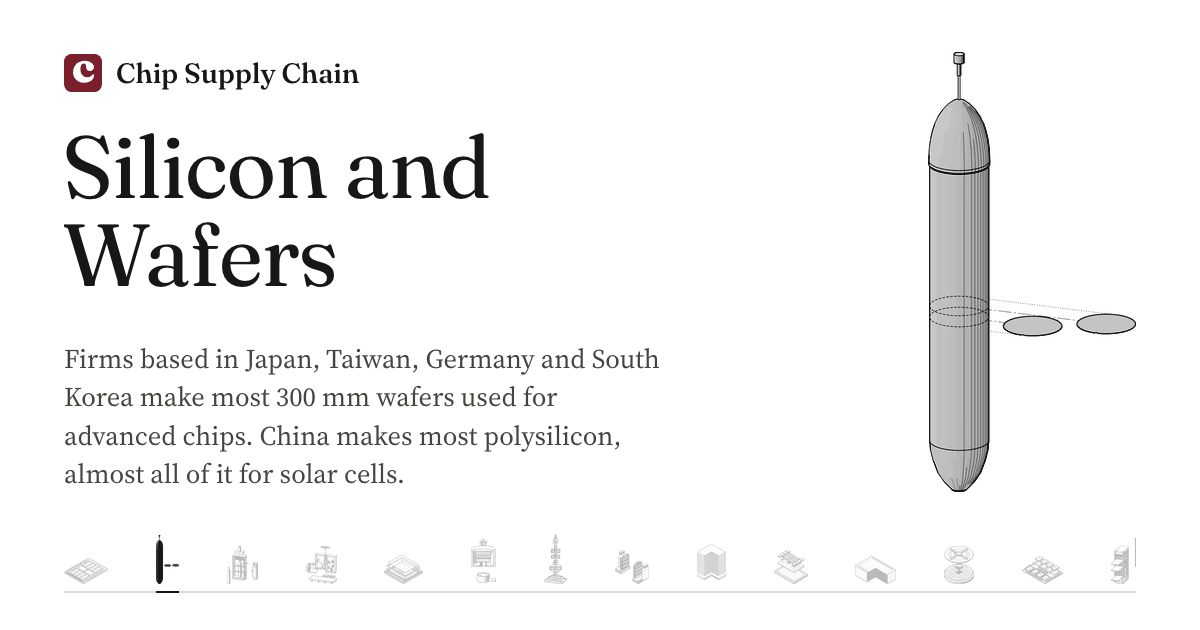 C
Chip Supply Chain
Silicon and
Wafers
Firms based in Japan, Taiwan, Germany and South
Korea make most 300 mm wafers used for
advanced chips. China makes most polysilicon,
almost all of it for solar cells.